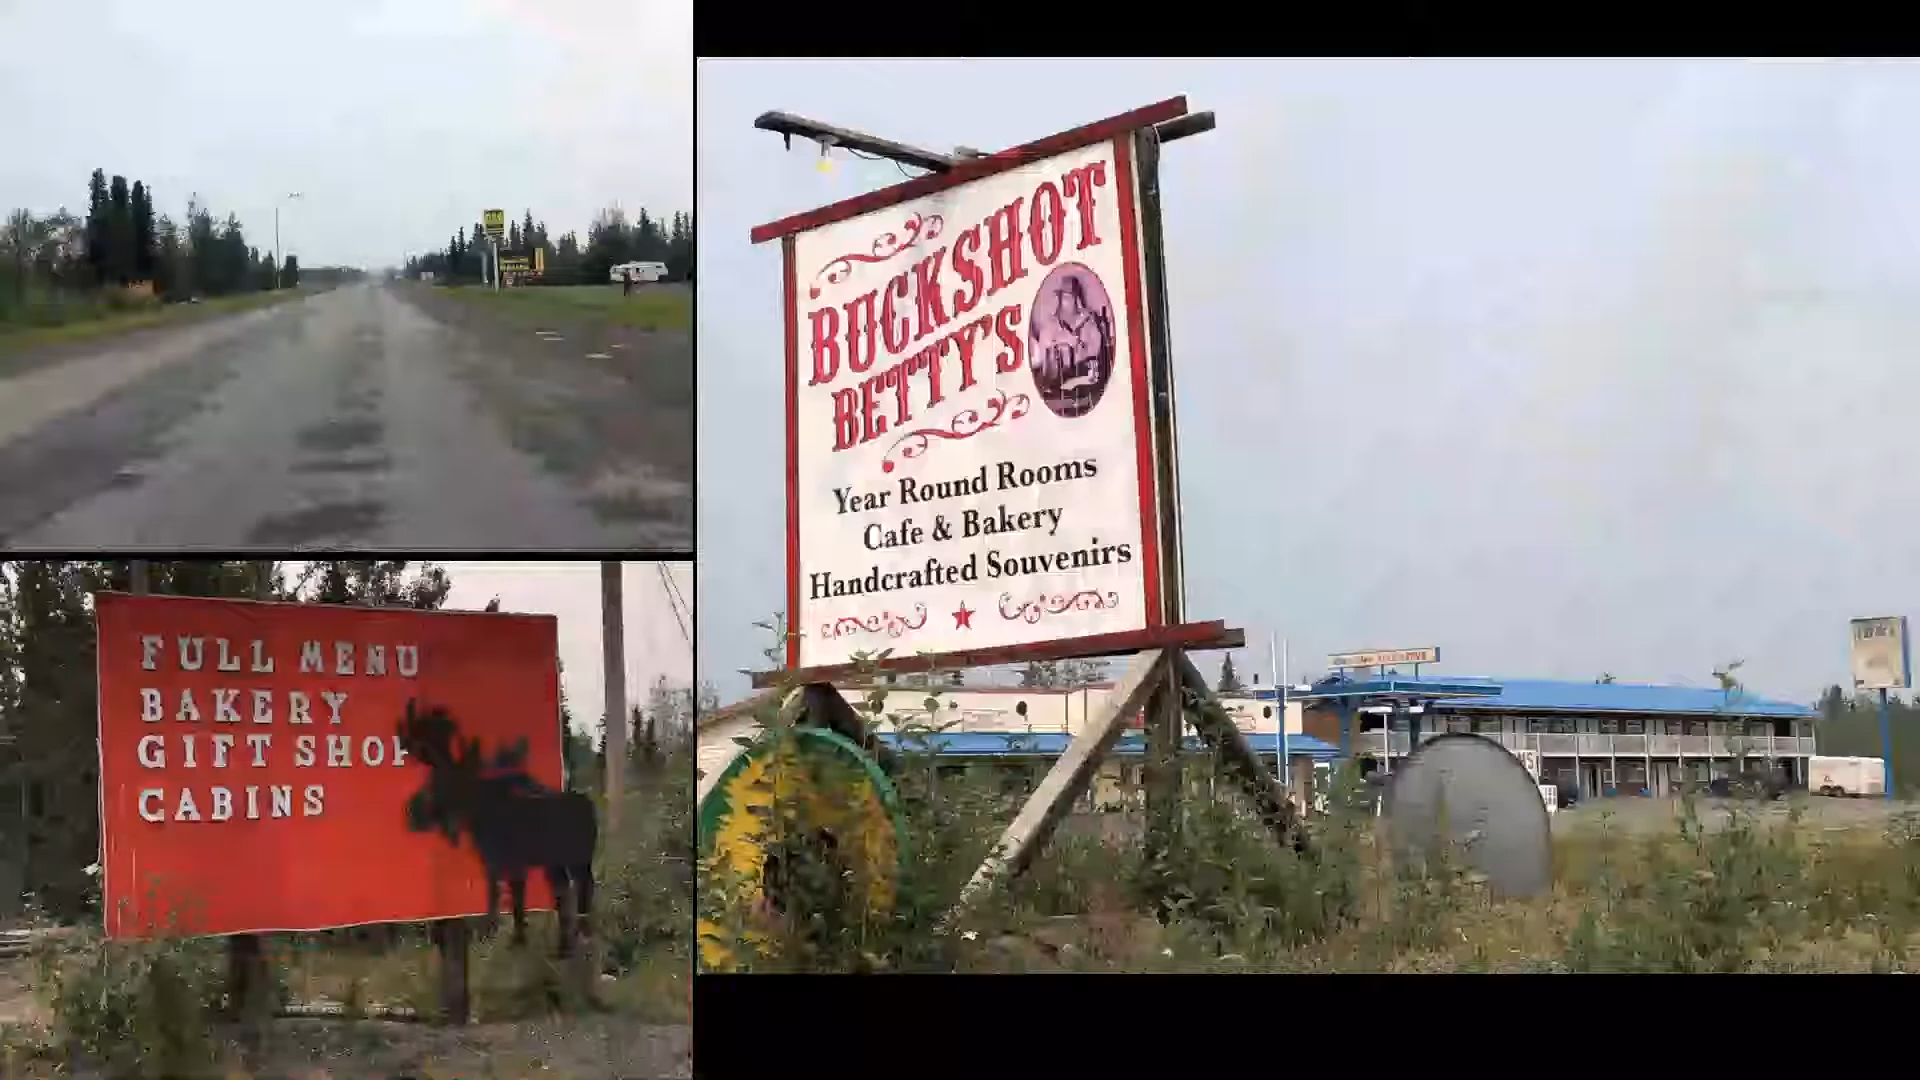 FULL MENU
BAKERY
GIFT SHOP
CABINS
BUCKSHOT
BETTY'S
Year Round Rooms
Cafe & Bakery
Handcrafted Souvenirs